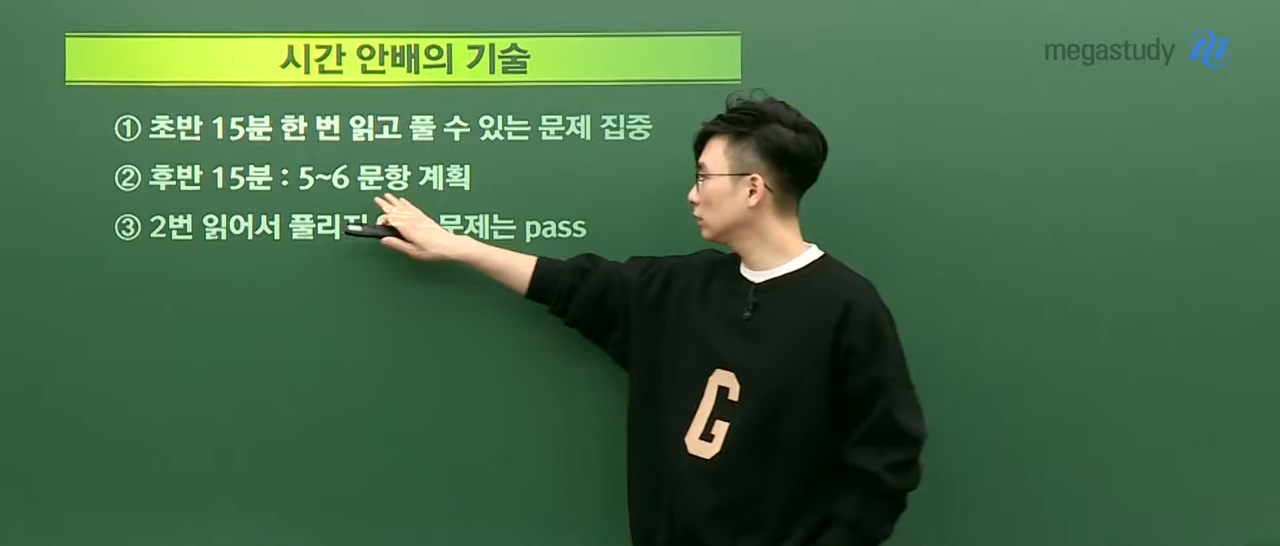 시간 안배의 기술
megastudy
① 초반 15분 한 번 읽고 풀 수 있는 문제 집중
② 후반 15분 : 5~6 문항 계획
③ 2번 읽어서 문제는 pass
G